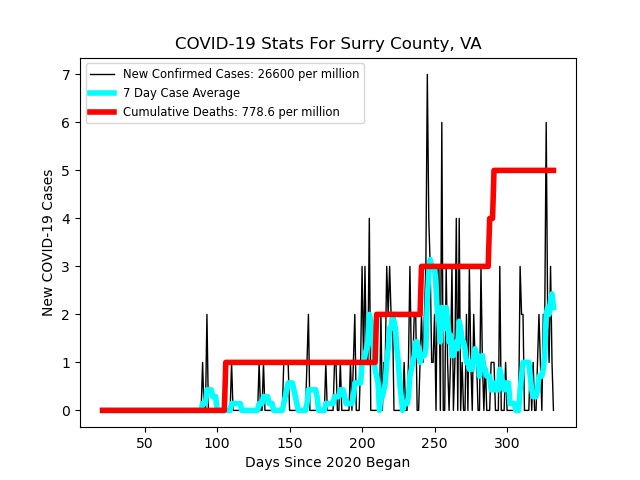 COVID-19 Stats For Surry County, VA
New Confirmed Cases: 26600 per million
7 Day Case Average
Cumulative Deaths: 778.6 per million
New COVID-19 Cases
7
6
5
4
3
2
1
0
50 100 150 200 250 300
Days Since 2020 Began